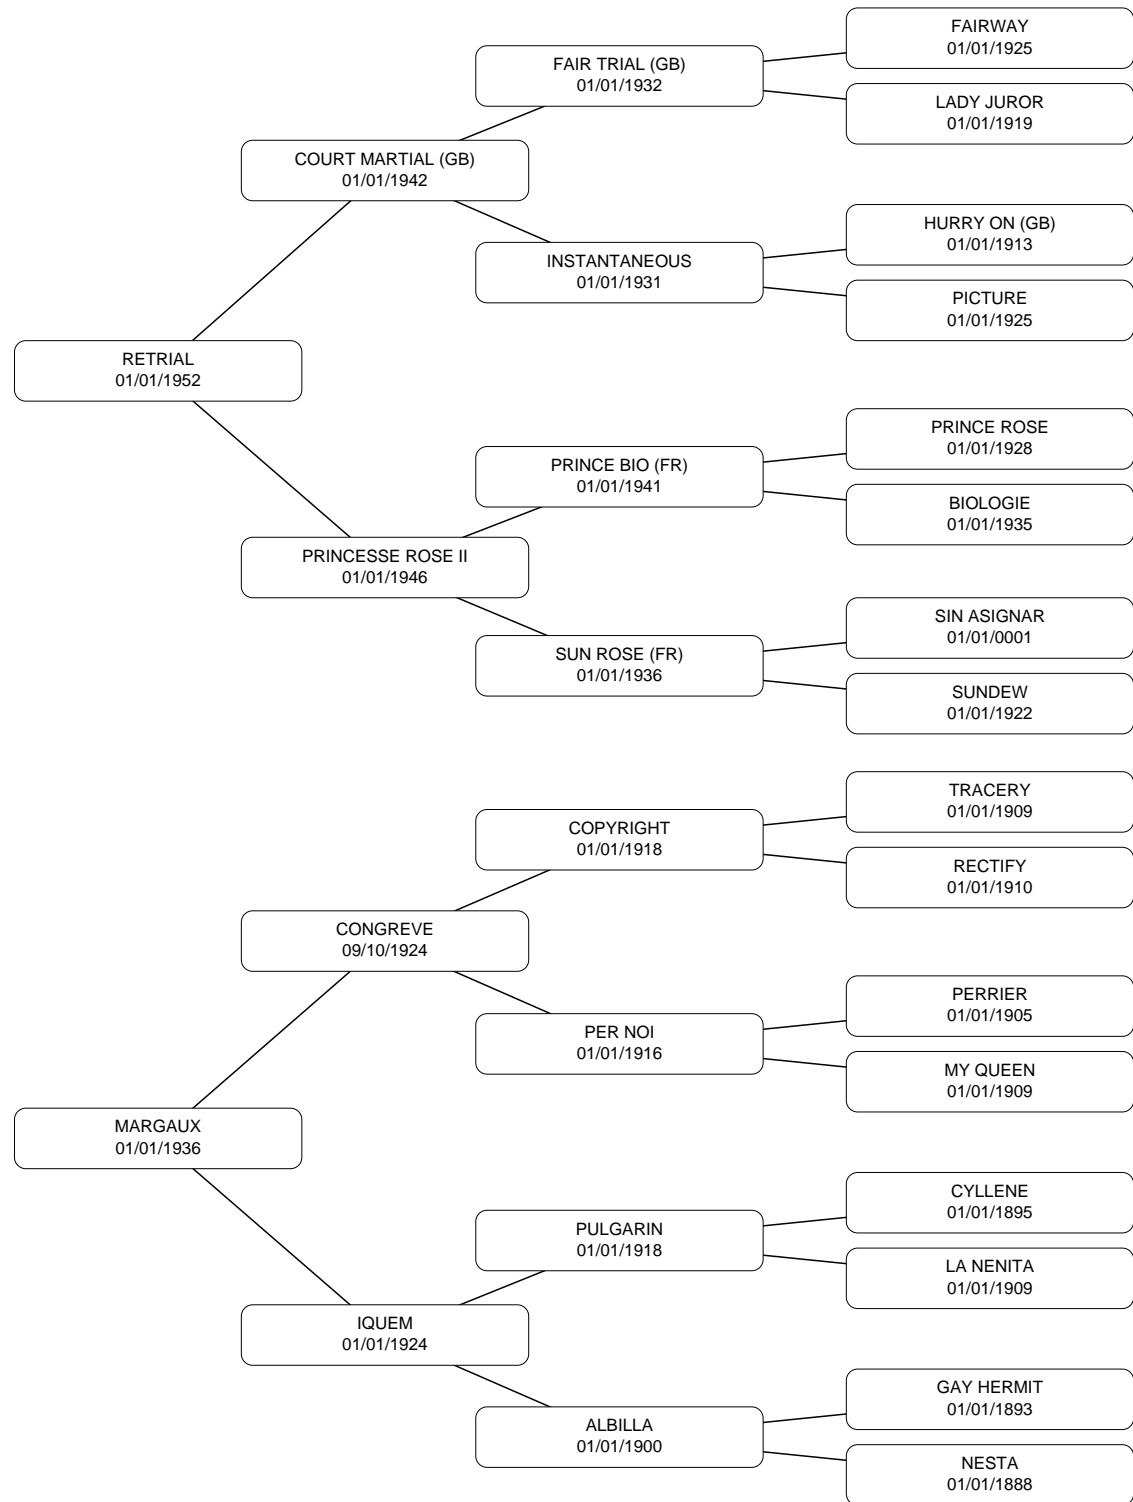 FAIRWAY
01/01/1925
FAIR TRIAL (GB)
01/01/1932
LADY JUROR
01/01/1919
COURT MARTIAL (GB)
01/01/1942
HURRY ON (GB)
01/01/1913
INSTANTANEOUS
01/01/1931
PICTURE
01/01/1925
RETRIAL
01/01/1952
PRINCE ROSE
01/01/1928
PRINCE BIO (FR)
01/01/1941
BIOLOGIE
01/01/1935
PRINCESSE ROSE II
01/01/1946
SIN ASIGNAR
01/01/0001
SUN ROSE (FR)
01/01/1936
SUNDEW
01/01/1922
TRACERY
01/01/1909
COPYRIGHT
01/01/1918
RECTIFY
01/01/1910
CONGREVE
09/10/1924
PERRIER
01/01/1905
PER NOI
01/01/1916
MY QUEEN
01/01/1909
MARGAUX
01/01/1936
CYLLENE
01/01/1895
PULGARIN
01/01/1918
LA NENITA
01/01/1909
IQUEM
01/01/1924
GAY HERMIT
01/01/1893
ALBILLA
01/01/1900
NESTA
01/01/1888